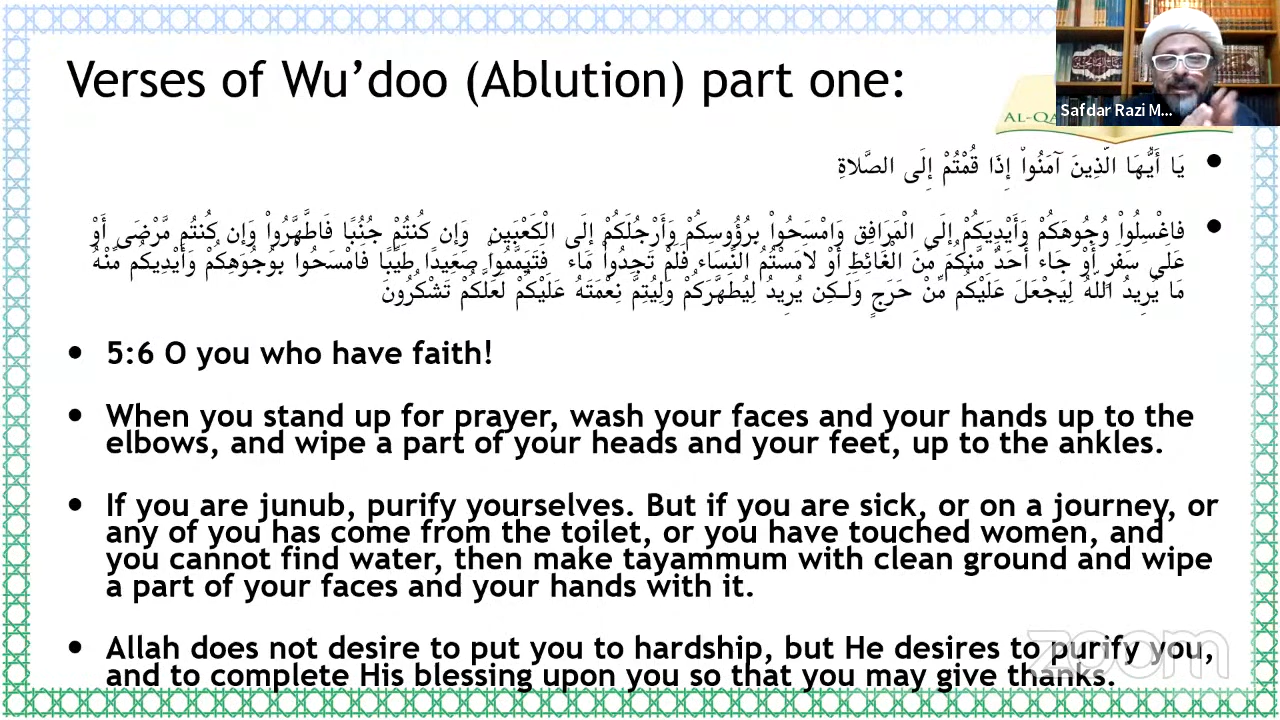 Verses of Wu’doo (Ablution) part one:
Safdar Razi M...
AL-QA
يَا أَيُّهَا الَّذِينَ آمَنُواْ إِذَا قُمْتُمْ إِلَى الصَّلاةِ
فاغْسِلُواْ وُجُوهَكُمْ وَأَيْدِيَكُمْ إِلَى الْمَرَافِقِ وَامْسَحُواْ بِرُؤُوسِكُمْ وَأَرْجُلَكُمْ إِلَى الْكَعْبَينِ وَإِن كُنتُمْ جُنُبًا فَاطَّهَّرُواْ وَإِن كُنتُم مَّرْضَى أَوْ
عَلَى سَفَرٍ أَوْ جَاء أَحَدٌ مَّنكُم مِّنَ الْغَائِطِ أَوْ لاَمَسْتُمُ النِّسَاء فَلَمْ تَجِدُواْ مَاء فَتَيَمَّمُواْ صَعِيدًا طَيِّبًا فَامْسَحُواْ بِوُجُوهِكُمْ وَأَيْدِيكُم مِّنْهُ
مَا يُرِيدُ اللّهُ لِيَجْعَلَ عَلَيْكُم مِّنْ حَرَجٍ وَلَـكِن يُرِيدُ لِيُطَهَّرَكُمْ وَلِيُتِمَّ نِعْمَتَهُ عَلَيْكُمْ لَعَلَّكُمْ تَشْكُرُونَ
5:6 O you who have faith!
When you stand up for prayer, wash your faces and your hands up to the
elbows, and wipe a part of your heads and your feet, up to the ankles.
If you are junub, purify yourselves. But if you are sick, or on a journey, or
any of you has come from the toilet, or you have touched women, and
you cannot find water, then make tayammum with clean ground and wipe
a part of your faces and your hands with it.
Allah does not desire to put you to hardship, but He desires to purify you,
and to complete His blessing upon you so that you may give thanks.
zoom